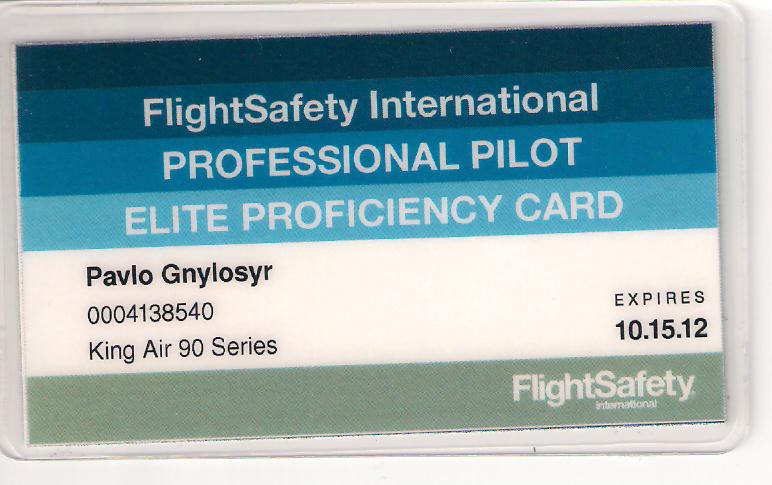 FlightSafety International
PROFESSIONAL PILOT
ELITE PROFICIENCY CARD
Pavlo Gnylosyr
0004138540
King Air 90 Series
EXPIRES
10.15.12
FlightSafety
international